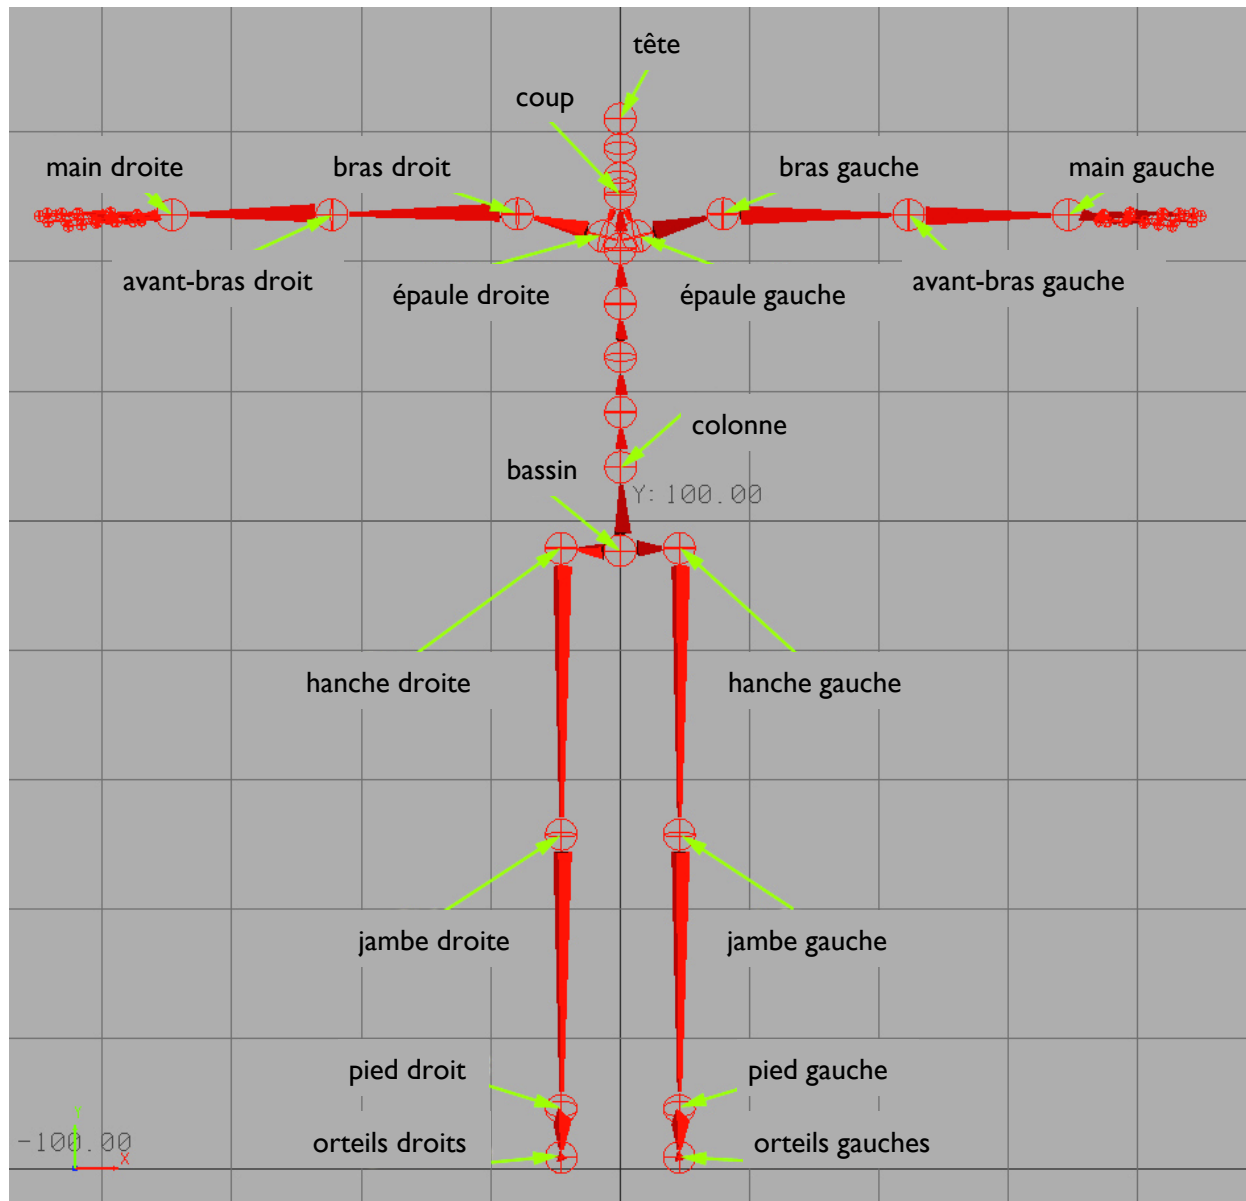 tête
coup
main droite
bras droit
bras gauche
main gauche
avant-bras droit
épaule droite
épaule gauche
avant-bras gauche
colonne
bassin
Y: 100.00
hanche droite
hanche gauche
jambe droite
jambe gauche
pied droit
pied gauche
Y
-100.00
X
orteils droits
orteils gauches